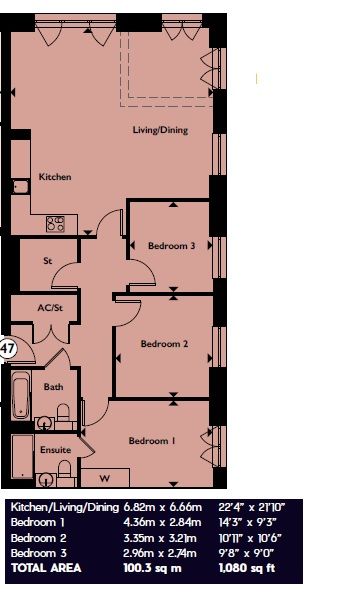 Living/Dining
Kitchen
Bedroom 3
St
AC/St
Bedroom 2
47
Bath
Ensuite
Bedroom 1
W
Kitchen/Living/Dining 6.82m x 6.66m 22'4" x 21'10"
Bedroom 1 4.36m x 2.84m 14'3" x 9'3"
Bedroom 2 3.35m x 3.21m 10'11" x 10'6"
Bedroom 3 2.96m x 2.74m 9'8" x 9'0"
TOTAL AREA 100.3 sq m 1,080 sq ft